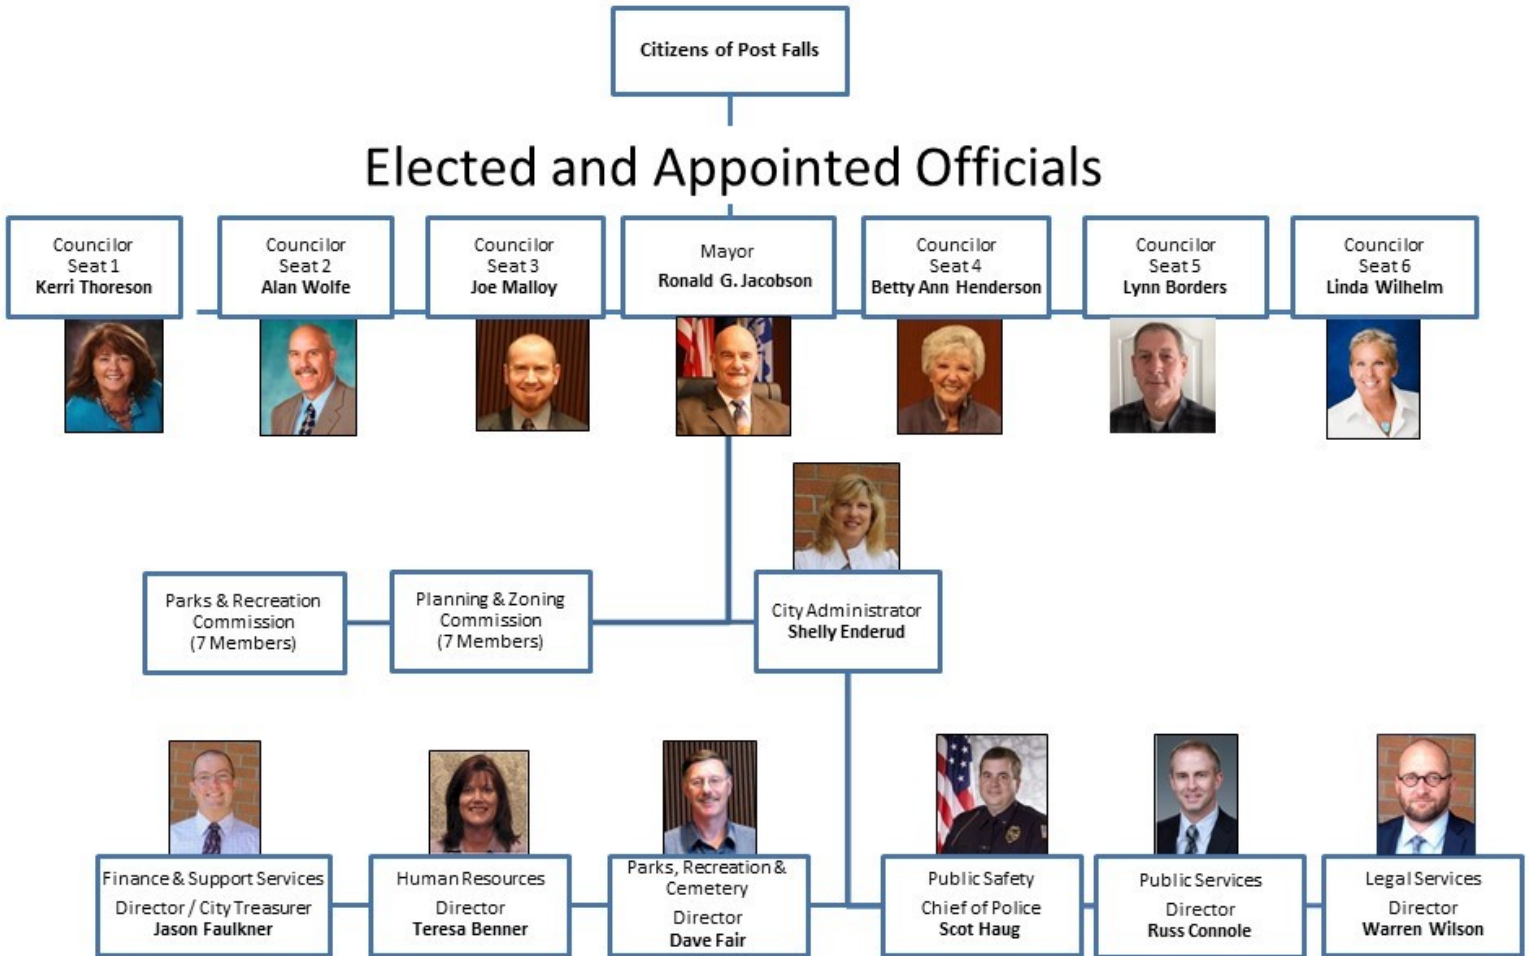 Citizens of Post Falls
Elected and Appointed Officials
Councilor
Seat 1
Kerri Thoreson
Councilor
Seat 2
Alan Wolfe
Councilor
Seat 3
Joe Malloy
Mayor
Ronald G. Jacobson
Councilor
Seat 4
Betty Ann Henderson
Councilor
Seat 5
Lynn Borders
Councilor
Seat 6
Linda Wilhelm
Parks & Recreation
Commission
(7 Members)
Planning & Zoning
Commission
(7 Members)
City Administrator
Shelly Enderud
Finance & Support Services
Director / City Treasurer
Jason Faulkner
Human Resources
Director
Teresa Benner
Parks, Recreation &
Cemetery
Director
Dave Fair
Public Safety
Chief of Police
Scot Haug
Public Services
Director
Russ Connole
Legal Services
Director
Warren Wilson